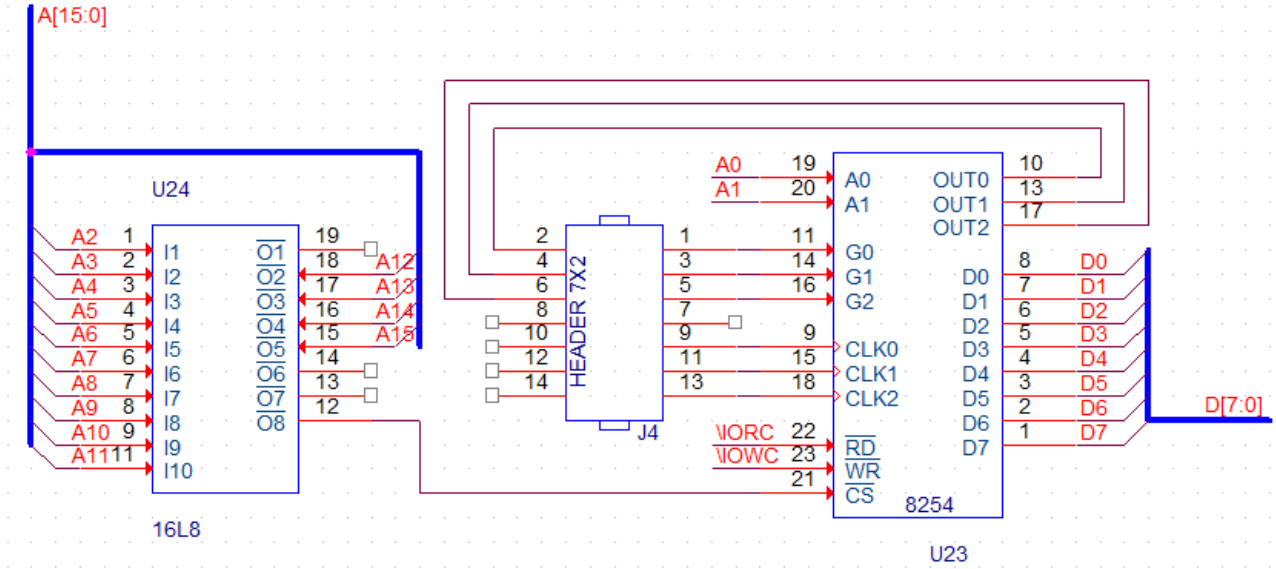 A[15:0]
U24
A2 1 I1
A3 2 I2
A4 3 I3
A5 4 I4
A6 5 I5
A7 6 I6
A8 7 I7
A9 8 I8
A10 9 I9
A11 11 I10
O1 19
O2 18 A12
O3 17 A13
O4 16 A14
O5 15 A15
O6 14
O7 13
O8 12
16L8
2 1
4 3
6 5
8 7
10 9
12 11
14 13
HEADER 7X2
J4
A0 19 A0
A1 20 A1
11 G0
14 G1
16 G2
9 CLK0
15 CLK1
18 CLK2
\IORC 22 RD
\IOWC 23 WR
21 CS
OUT0 10
OUT1 13
OUT2 17
D0 8 D0
D1 7 D1
D2 6 D2
D3 5 D3
D4 4 D4
D5 3 D5
D6 2 D6
D7 1 D7
D[7:0]
8254
U23